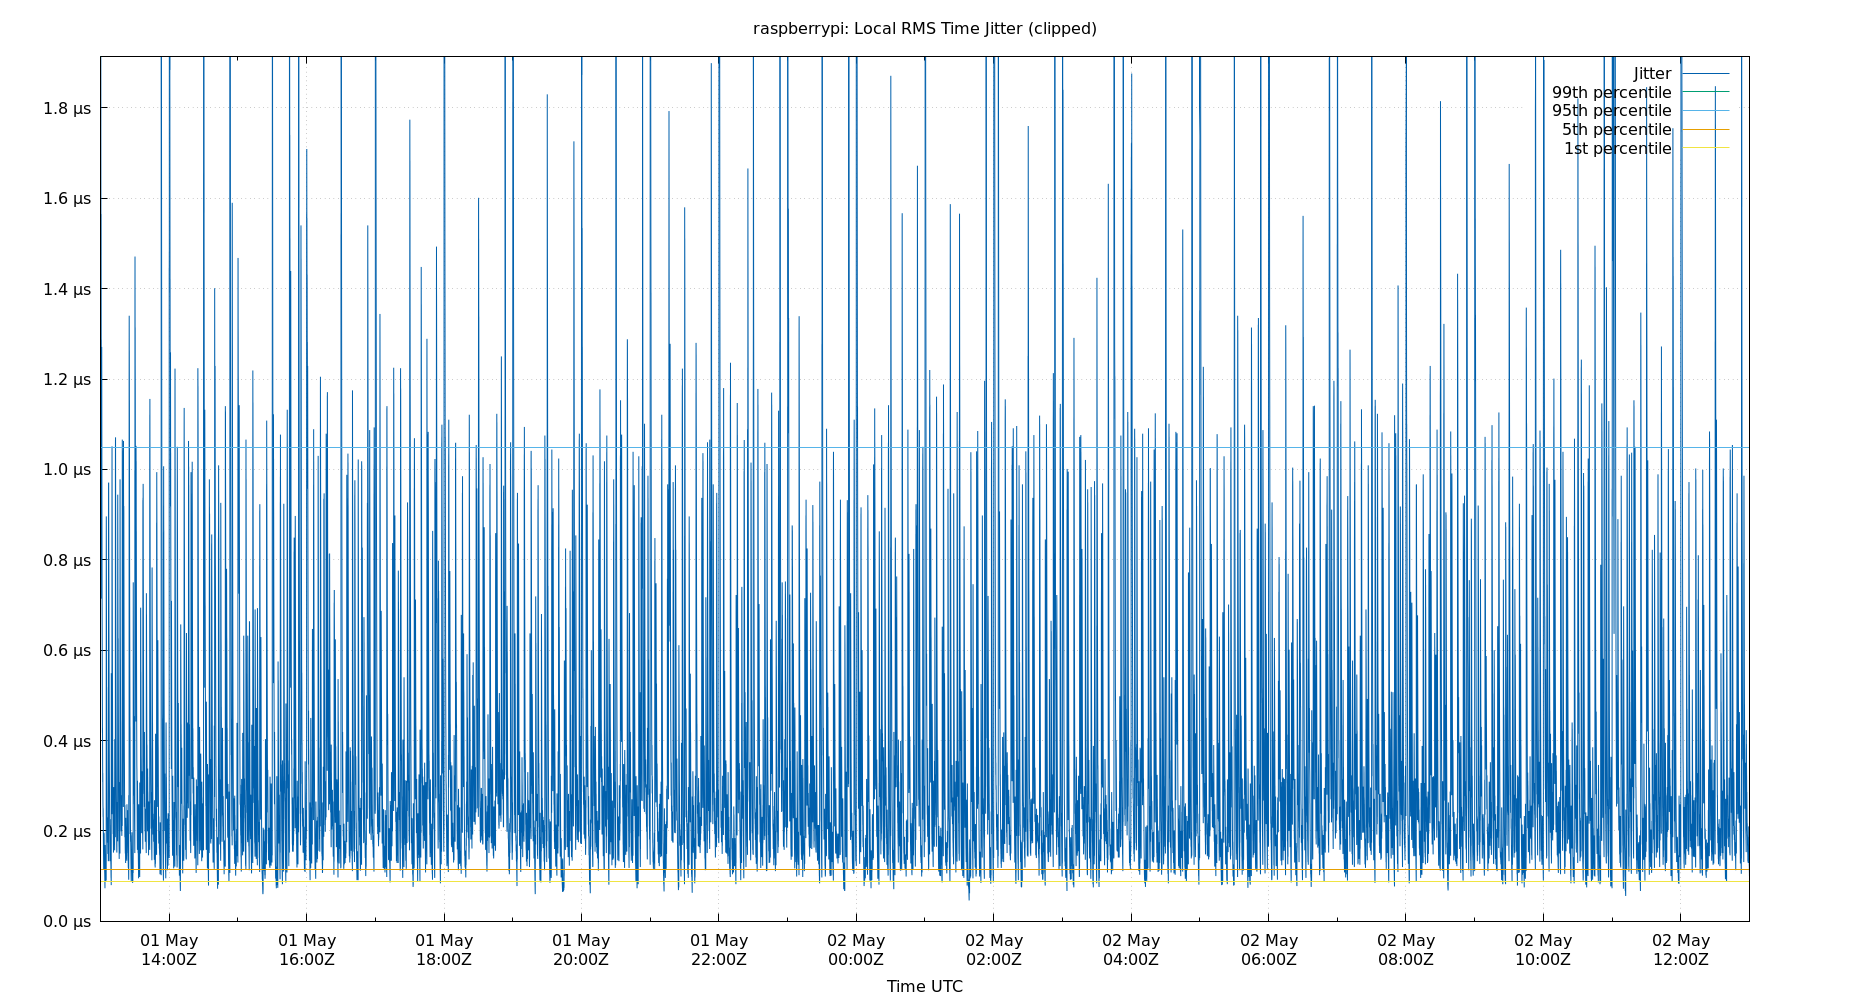 raspberrypi: Local RMS Time Jitter (clipped)
Jitter
99th percentile
95th percentile
5th percentile
1st percentile
1.8 µs
1.6 µs
1.4 µs
1.2 µs
1.0 µs
0.8 µs
0.6 µs
0.4 µs
0.2 µs
0.0 µs
01 May 01 May 01 May 01 May 01 May 02 May 02 May 02 May 02 May 02 May 02 May 02 May
14:00Z 16:00Z 18:00Z 20:00Z 22:00Z 00:00Z 02:00Z 04:00Z 06:00Z 08:00Z 10:00Z 12:00Z
Time UTC